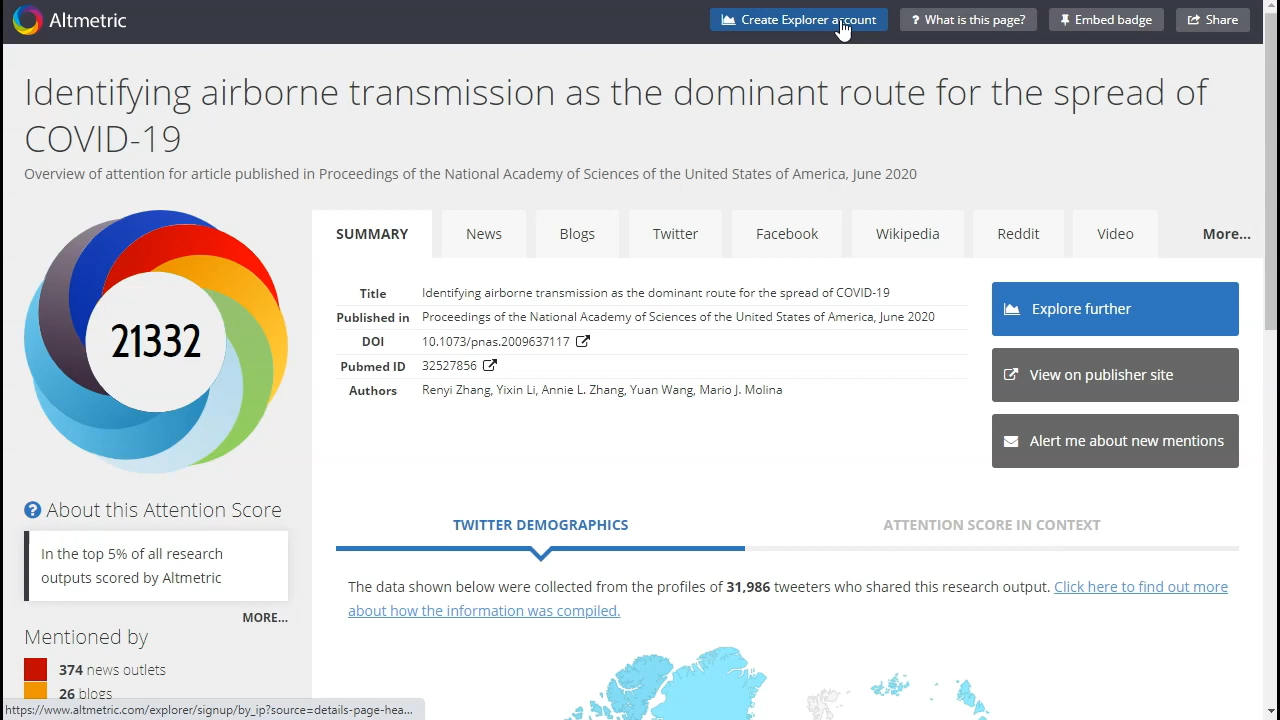 Altmetric
Create Explorer account
? What is this page?
Embed badge
Share
Identifying airborne transmission as the dominant route for the spread of
COVID-19
Overview of attention for article published in Proceedings of the National Academy of Sciences of the United States of America, June 2020
21332
SUMMARY
News
Blogs
Twitter
Facebook
Wikipedia
Reddit
Video
More...
Title Identifying airborne transmission as the dominant route for the spread of COVID-19
Published in Proceedings of the National Academy of Sciences of the United States of America, June 2020
DOI 10.1073/pnas.2009637117
Pubmed ID 32527856
Authors Renyi Zhang, Yixin Li, Annie L. Zhang, Yuan Wang, Mario J. Molina
Explore further
View on publisher site
Alert me about new mentions
? About this Attention Score
In the top 5% of all research
outputs scored by Altmetric
MORE...
Mentioned by
374 news outlets
26 blogs
TWITTER DEMOGRAPHICS
ATTENTION SCORE IN CONTEXT
The data shown below were collected from the profiles of 31,986 tweeters who shared this research output. Click here to find out more
about how the information was compiled.
https://www.altmetric.com/explorer/signup/by_ip?source=details-page-hea...